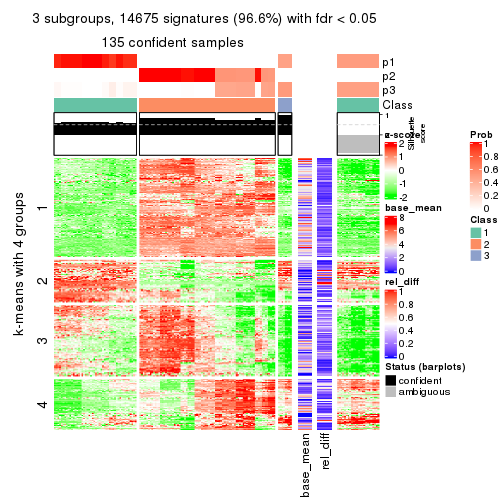 3 subgroups, 14675 signatures (96.6%) with fdr < 0.05
135 confident samples
p1
p2
p3
Class
1
Silhouette
score
k-means with 4 groups
1
2
3
4
base_mean
rel_diff
z-score
2
1
0
-1
-2
base_mean
8
6
4
2
0
rel_diff
1
0.8
0.6
0.4
0.2
0
Status (barplots)
confident
ambiguous
Prob
1
0.8
0.6
0.4
0.2
0
Class
1
2
3